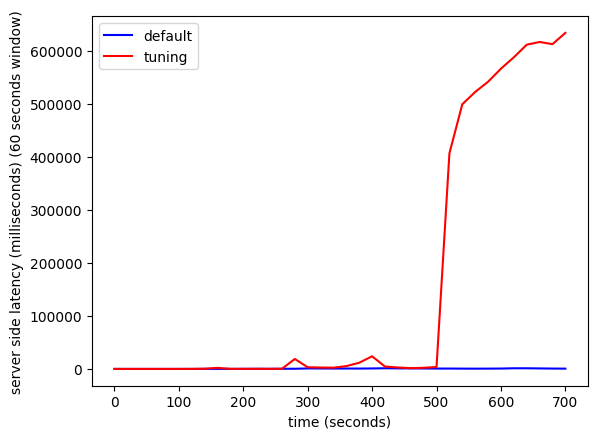 default
tuning
600000
500000
400000
300000
200000
100000
0
server side latency (milliseconds) (60 seconds window)
0 100 200 300 400 500 600 700
time (seconds)